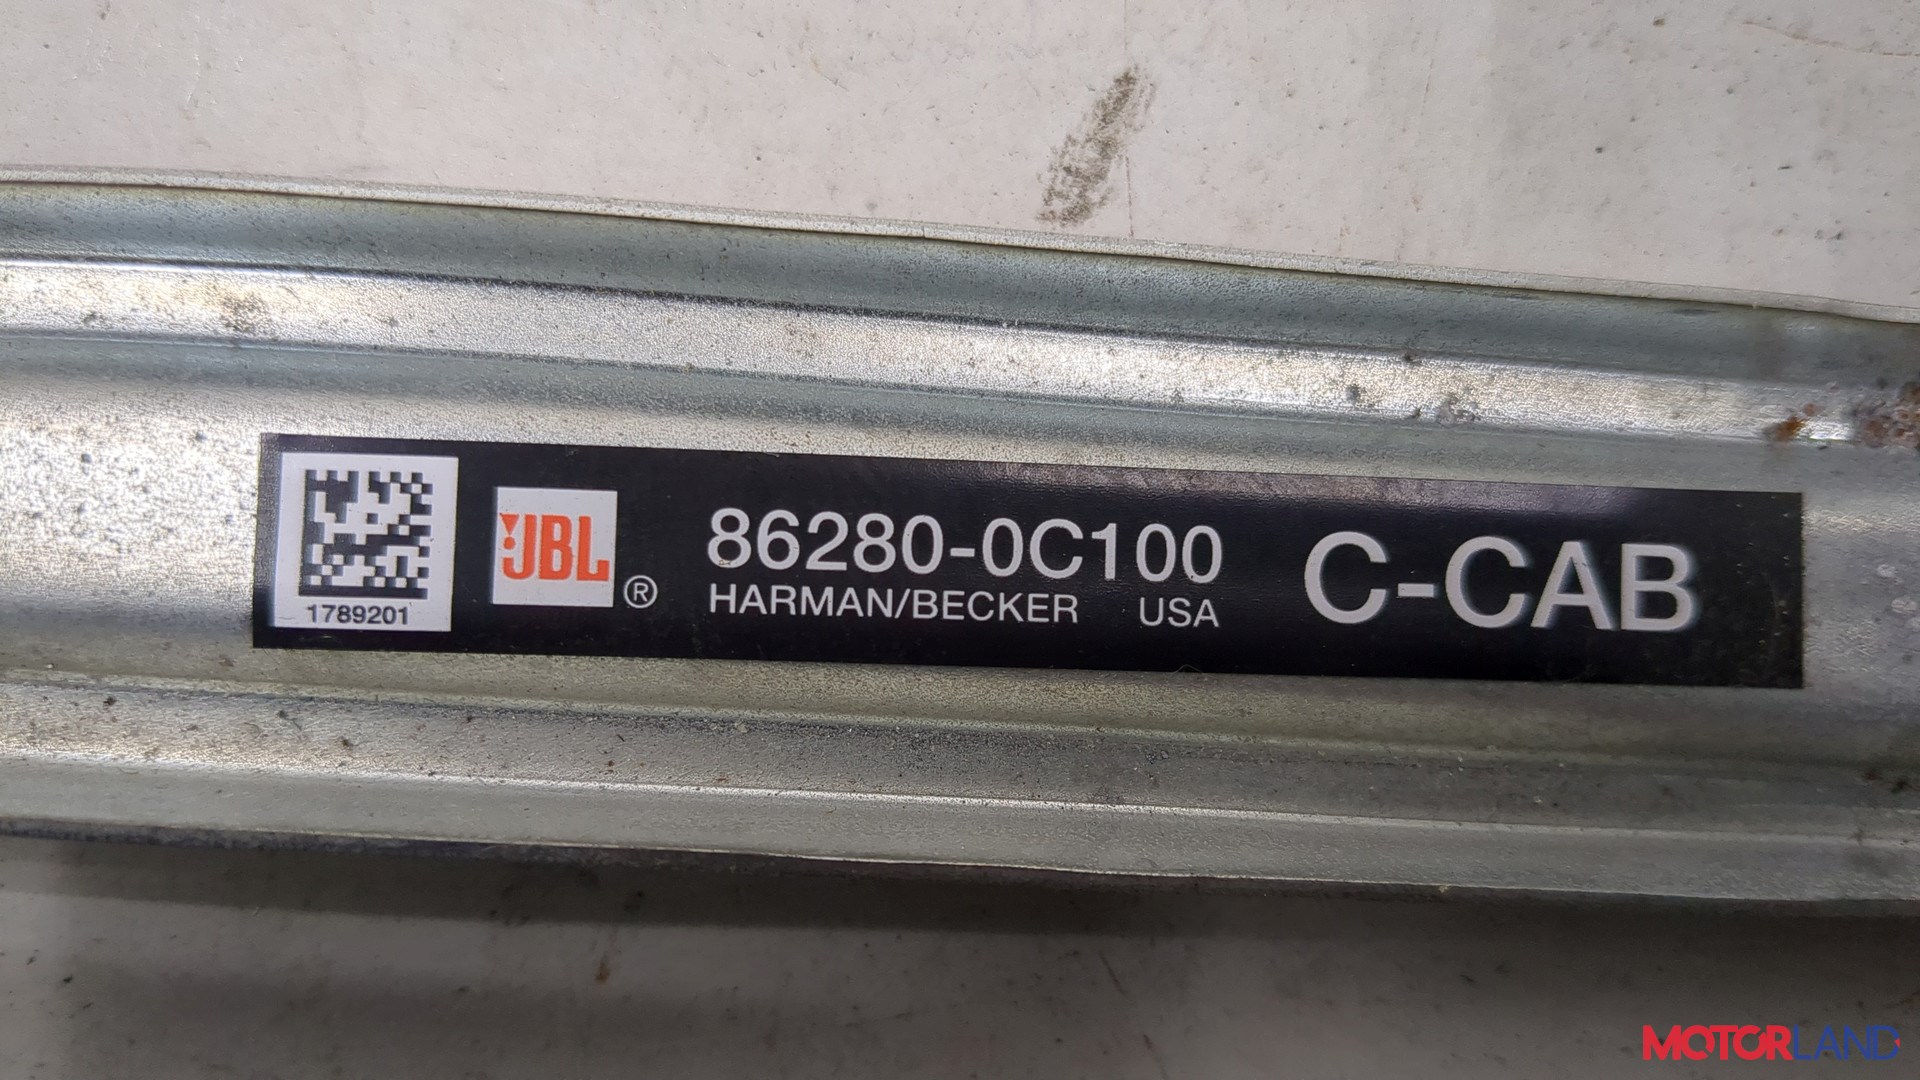 1789201
JBL ®
86280-0C100
HARMAN/BECKER USA
C-CAB
MOTORLAND